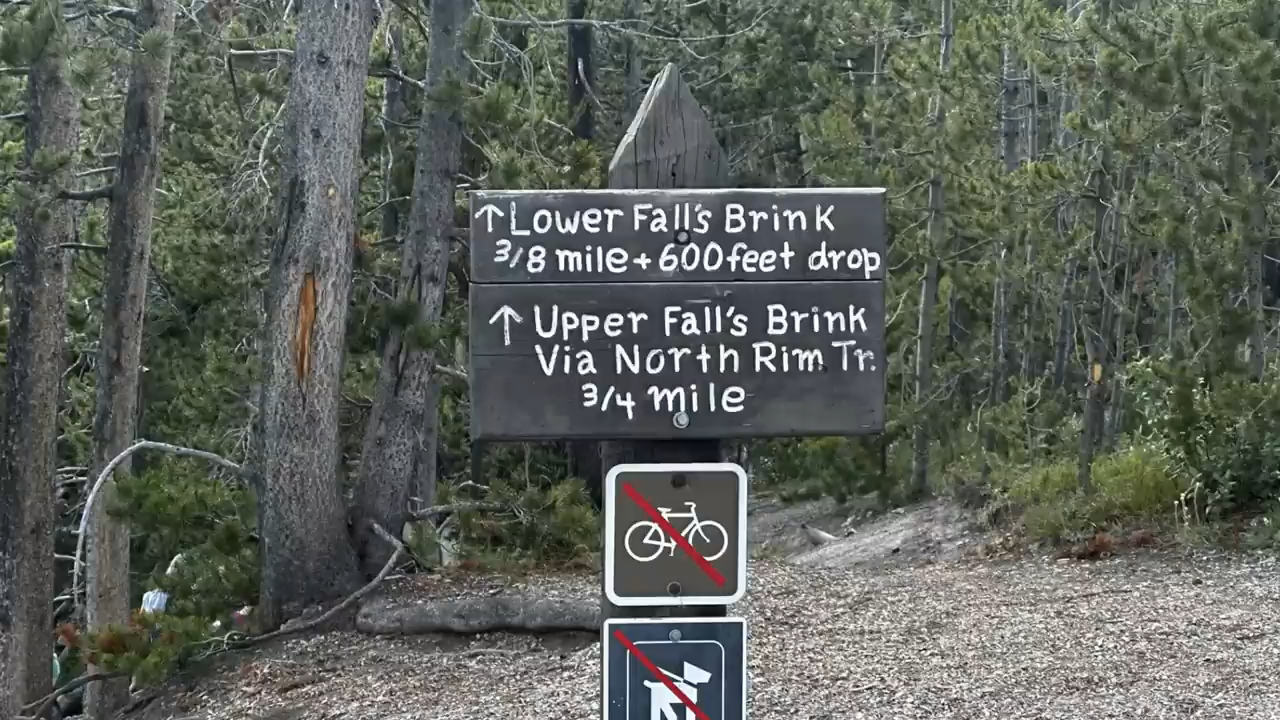 ↑Lower Fall's Brink
3/8 mile + 600 feet drop
↑ Upper Fall's Brink
Via North Rim Tr.
3/4 mile